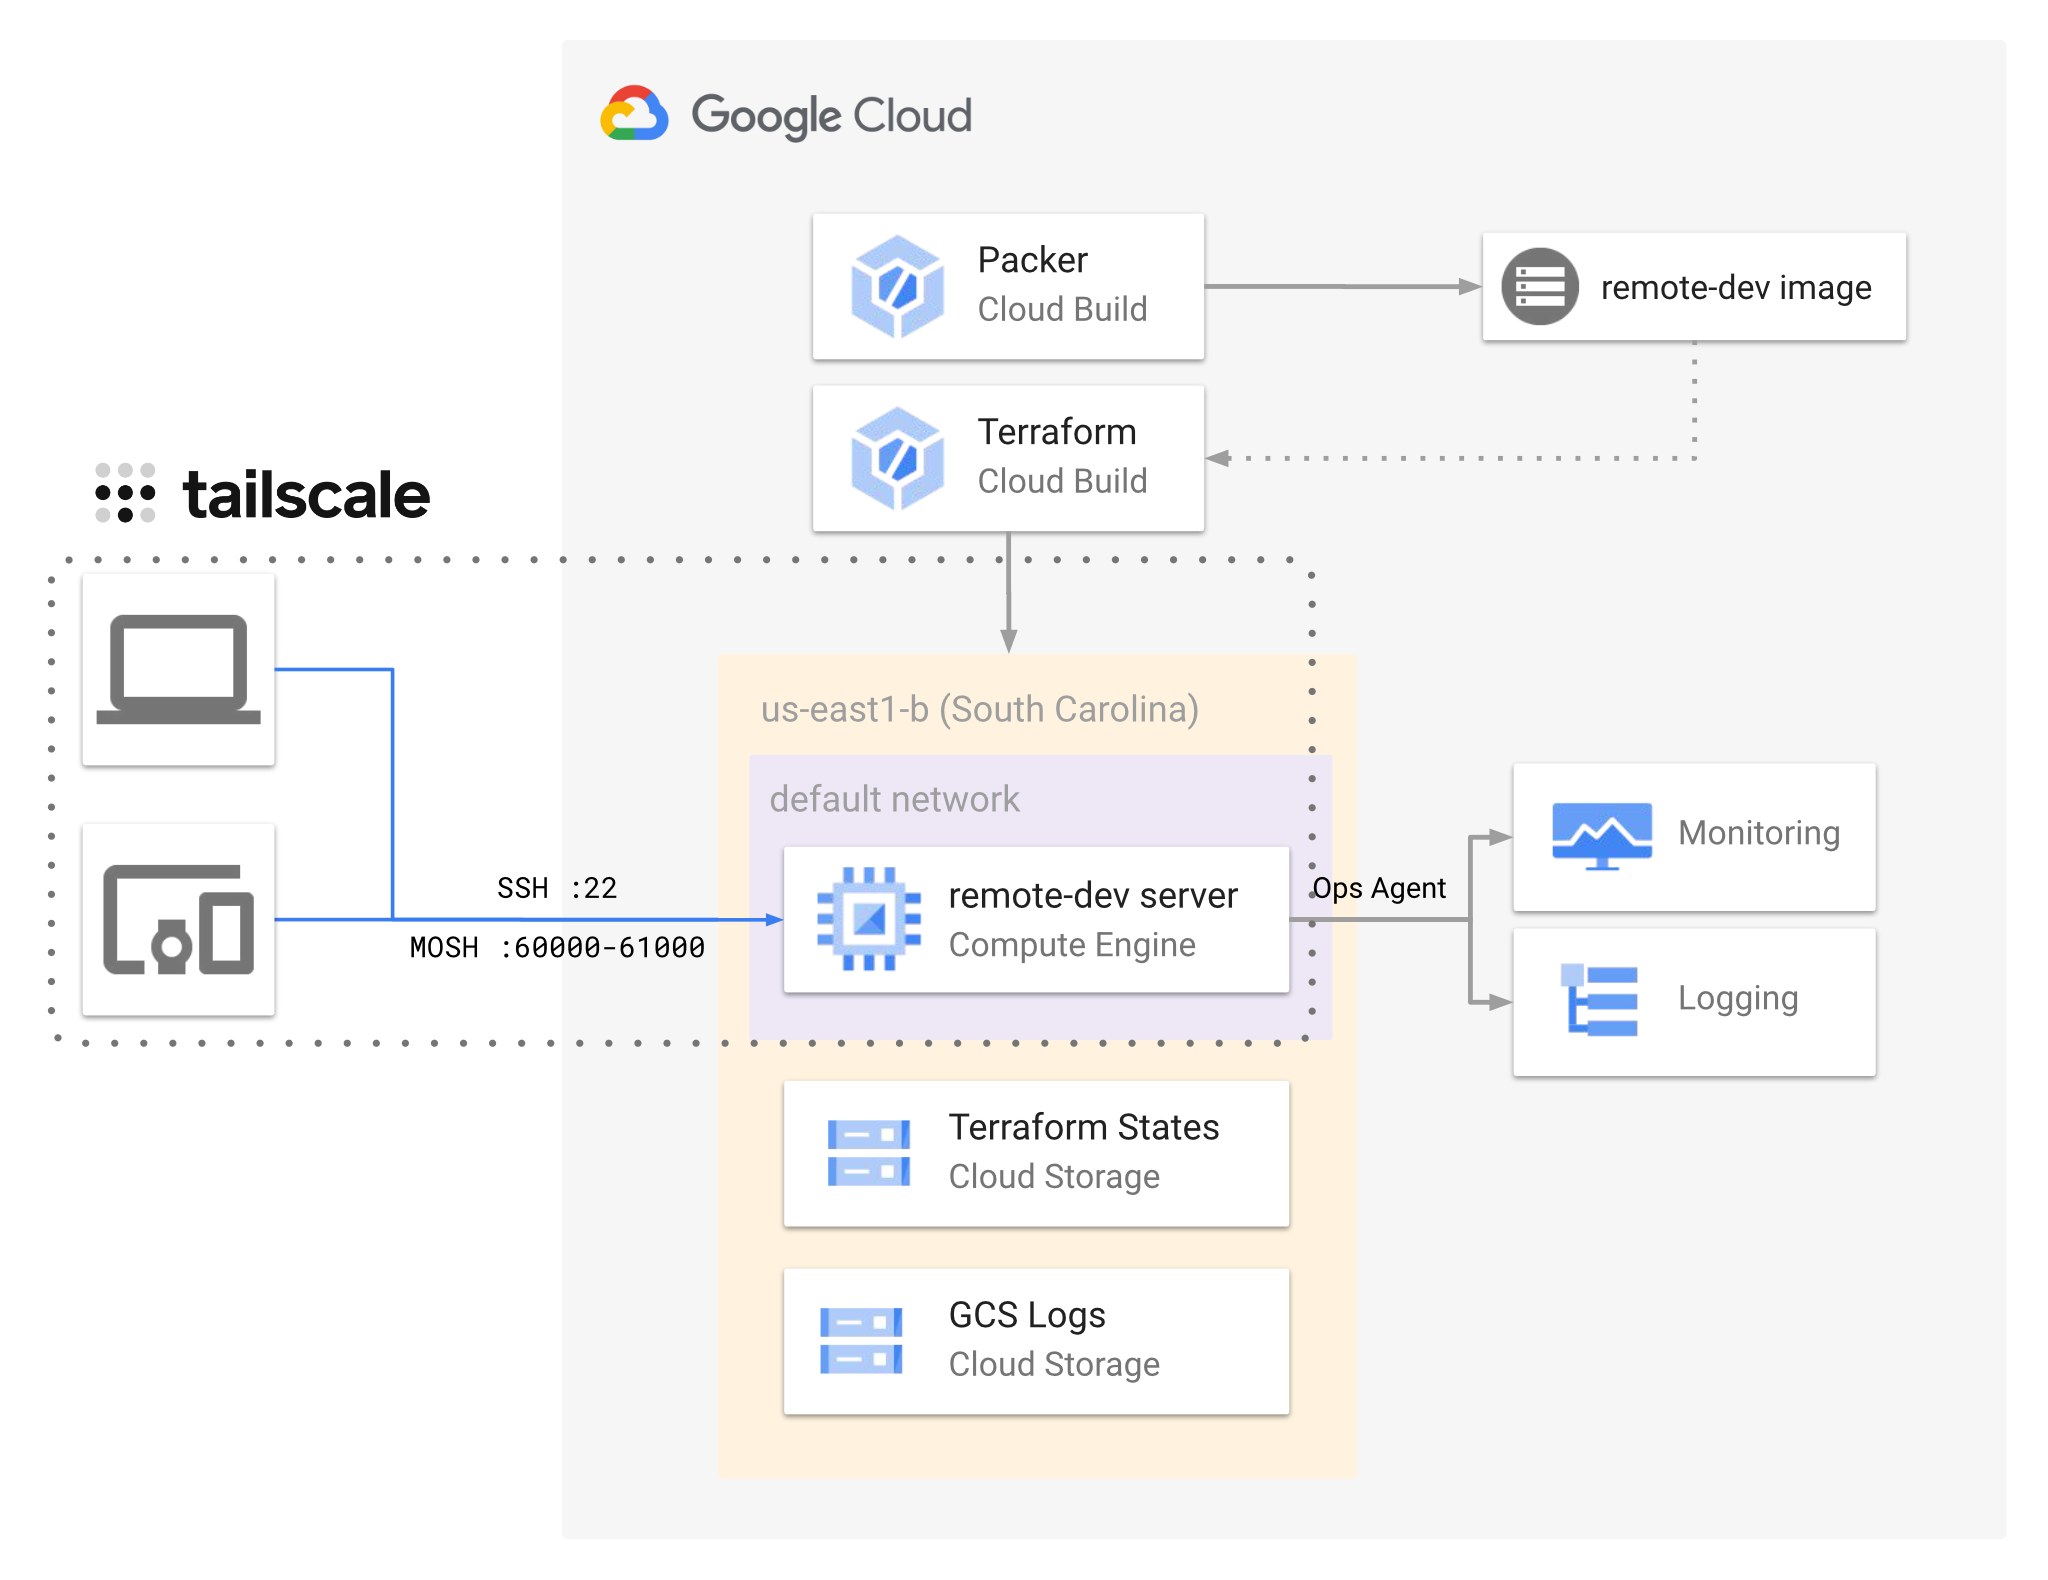 Google Cloud
Packer
Cloud Build
remote-dev image
Terraform
Cloud Build
tailscale
us-east1-b (South Carolina)
default network
SSH :22
MOSH :60000-61000
remote-dev server
Compute Engine
Ops Agent
Monitoring
Logging
Terraform States
Cloud Storage
GCS Logs
Cloud Storage